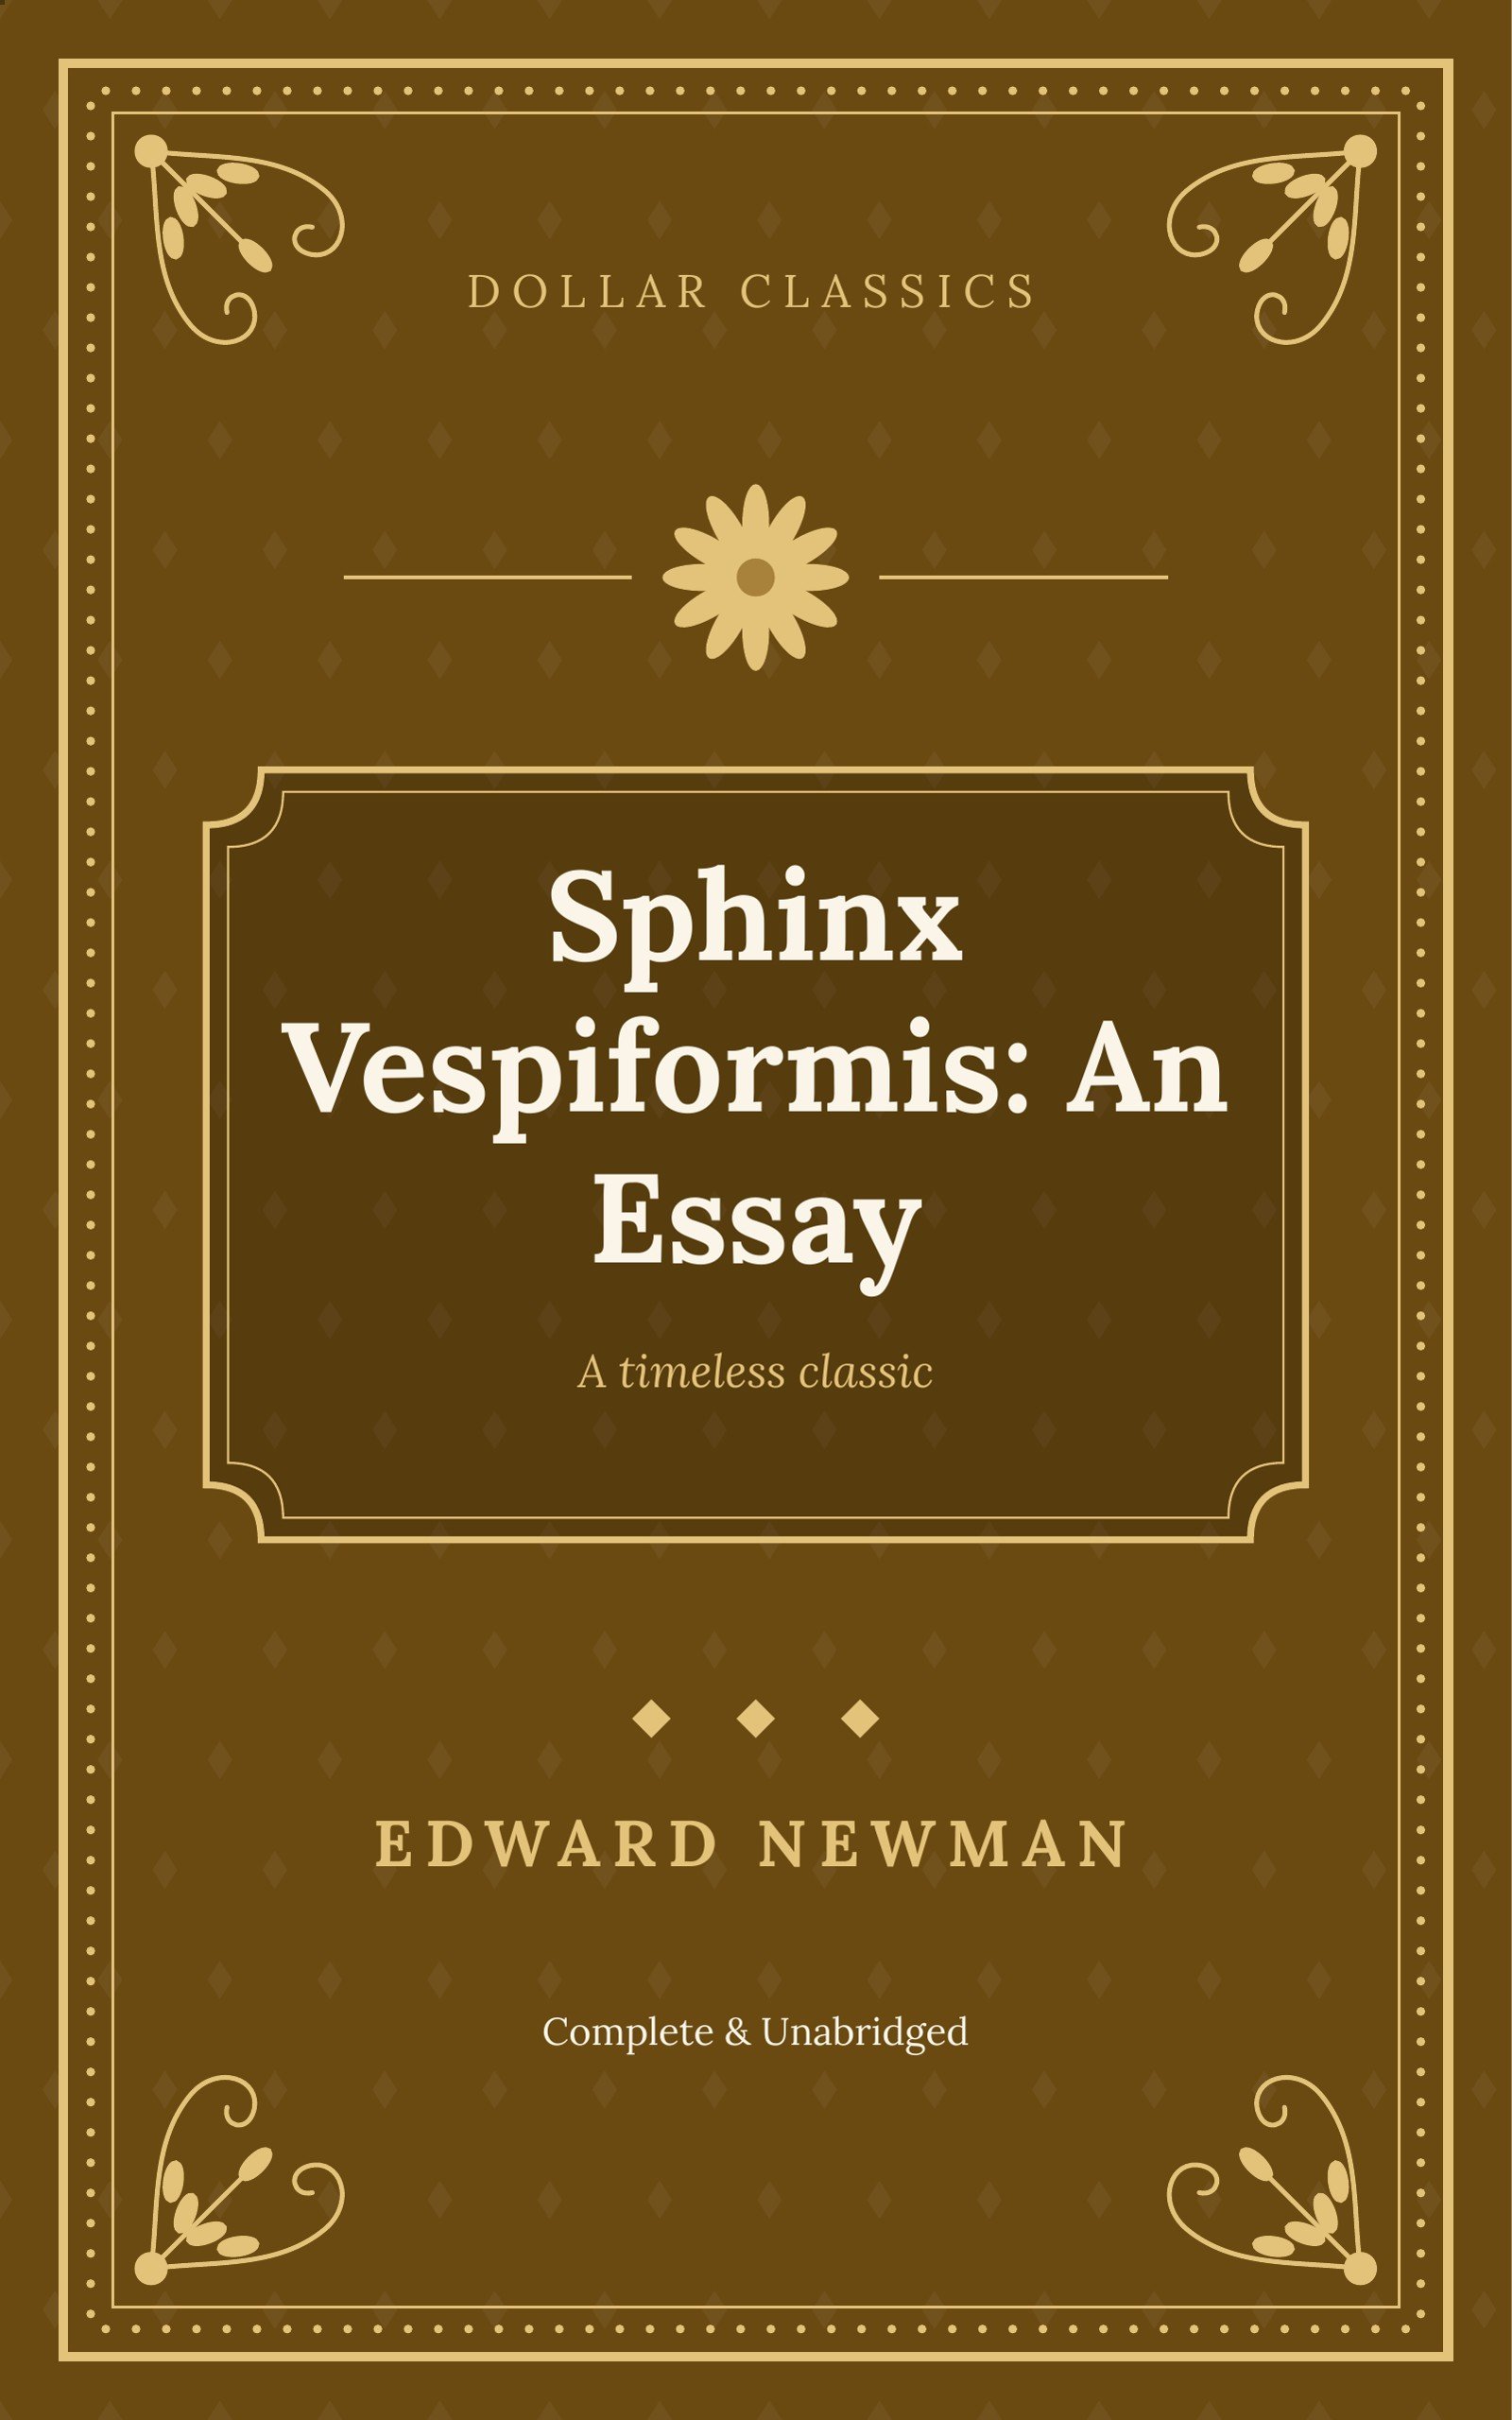 DOLLAR CLASSICS
Sphinx
Vespiformis: An
Essay
A timeless classic
EDWARD NEWMAN
Complete & Unabridged